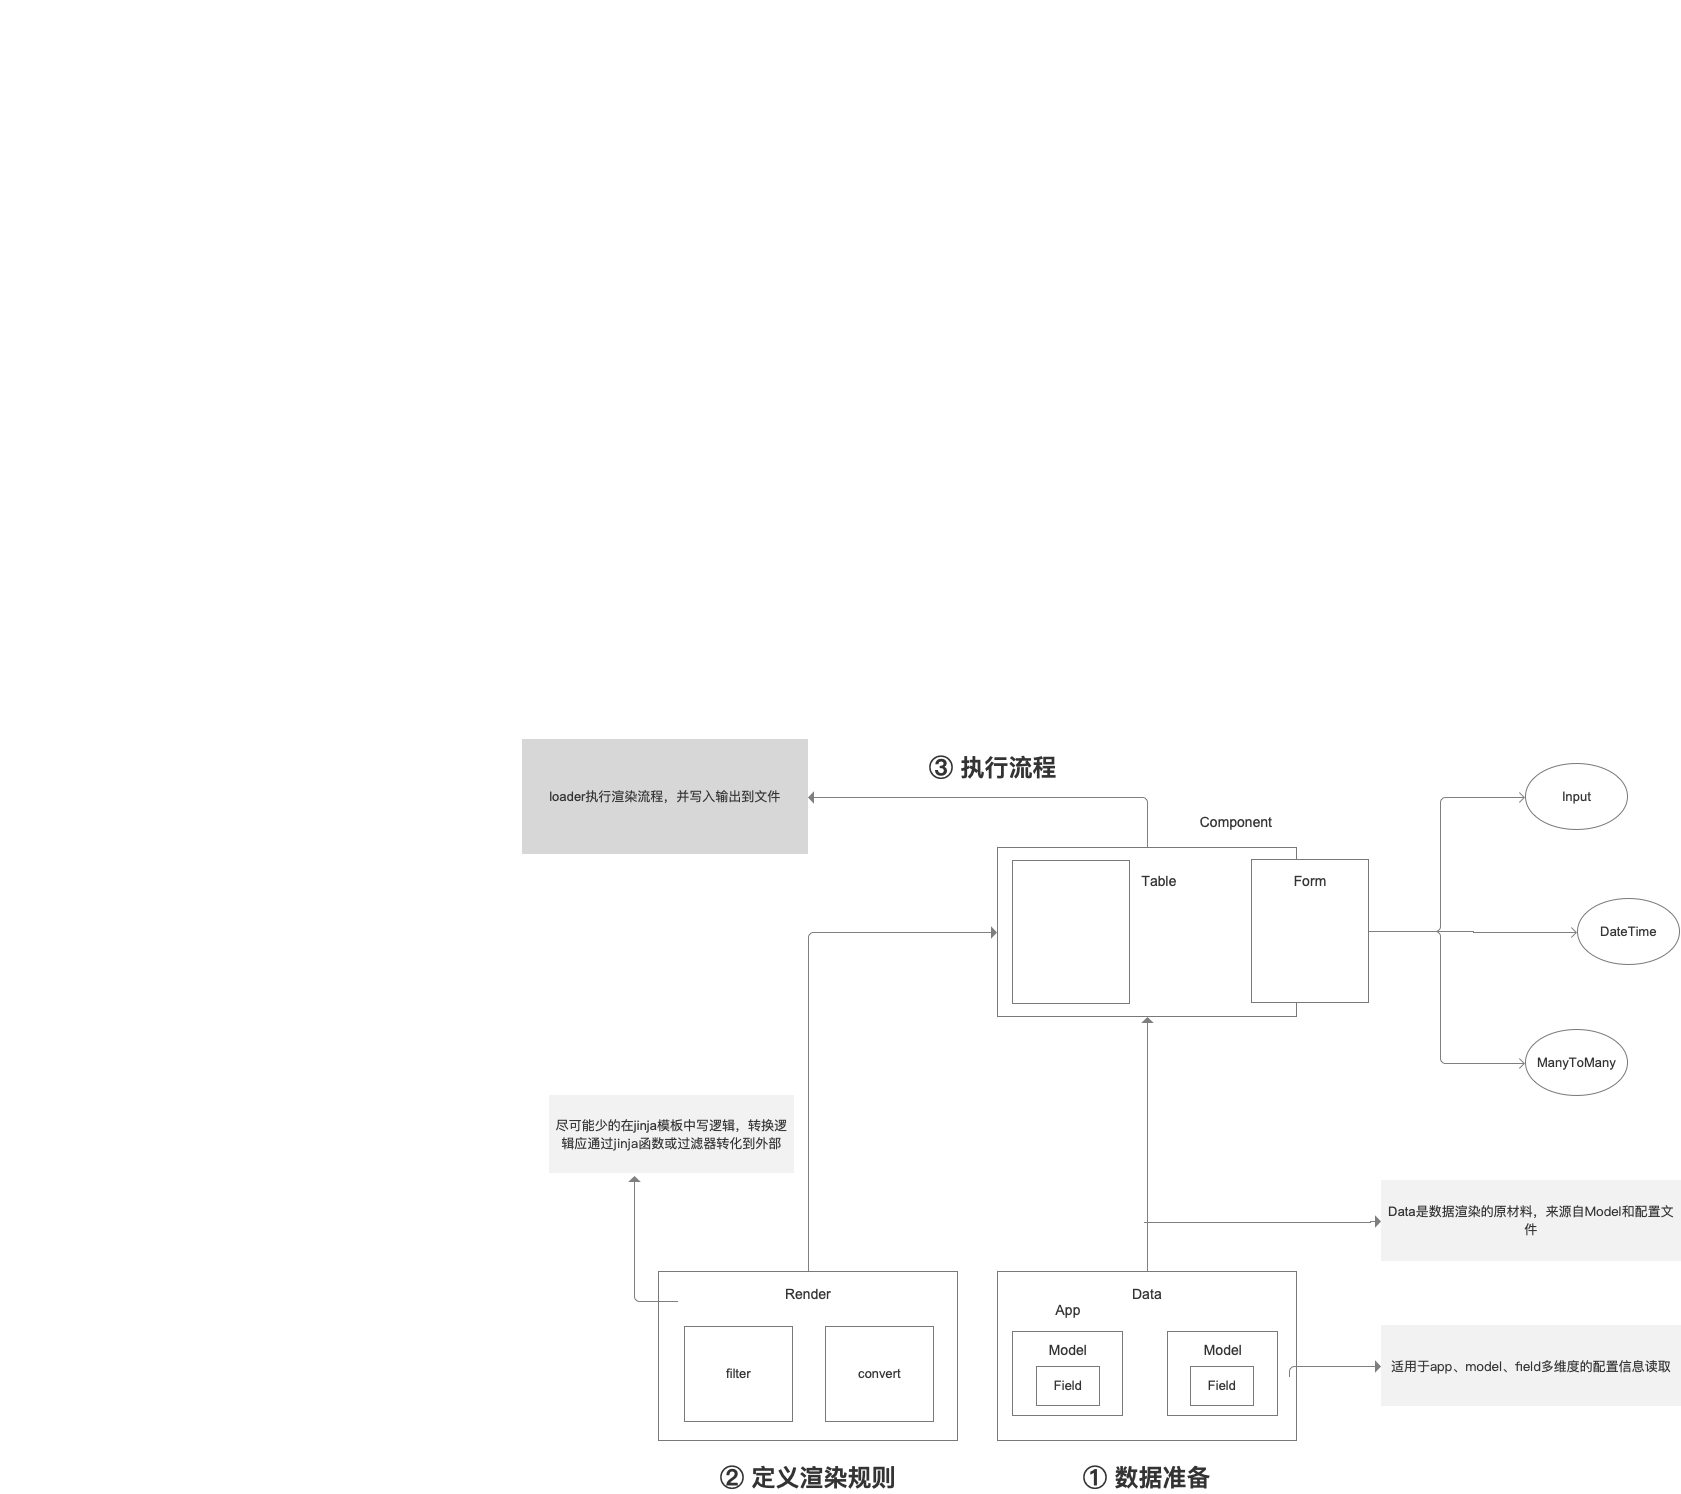 ③ 执行流程
loader执行渲染流程，并写入输出到文件
Input
Component
Table
Form
DateTime
ManyToMany
尽可能少的在jinja模板中写逻辑，转换逻
辑应通过jinja函数或过滤器转化到外部
Data是数据渲染的原材料，来源自Model和配置文
件
Render
Data
App
Model
Model
filter
convert
Field
Field
适用于app、model、field多维度的配置信息读取
② 定义渲染规则
① 数据准备